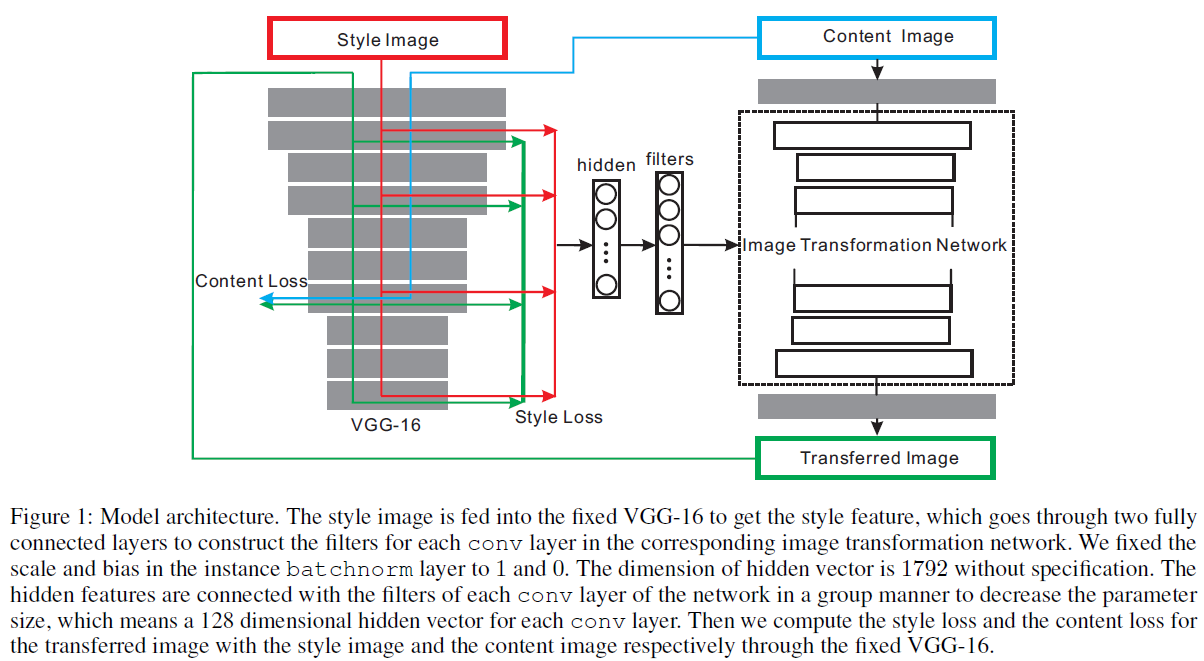 Style Image
Content Image
hidden
filters
Image Transformation Network
Content Loss
Style Loss
VGG-16
Transferred Image
Figure 1: Model architecture. The style image is fed into the fixed VGG-16 to get the style feature, which goes through two fully
connected layers to construct the filters for each conv layer in the corresponding image transformation network. We fixed the
scale and bias in the instance batchnorm layer to 1 and 0. The dimension of hidden vector is 1792 without specification. The
hidden features are connected with the filters of each conv layer of the network in a group manner to decrease the parameter
size, which means a 128 dimensional hidden vector for each conv layer. Then we compute the style loss and the content loss for
the transferred image with the style image and the content image respectively through the fixed VGG-16.